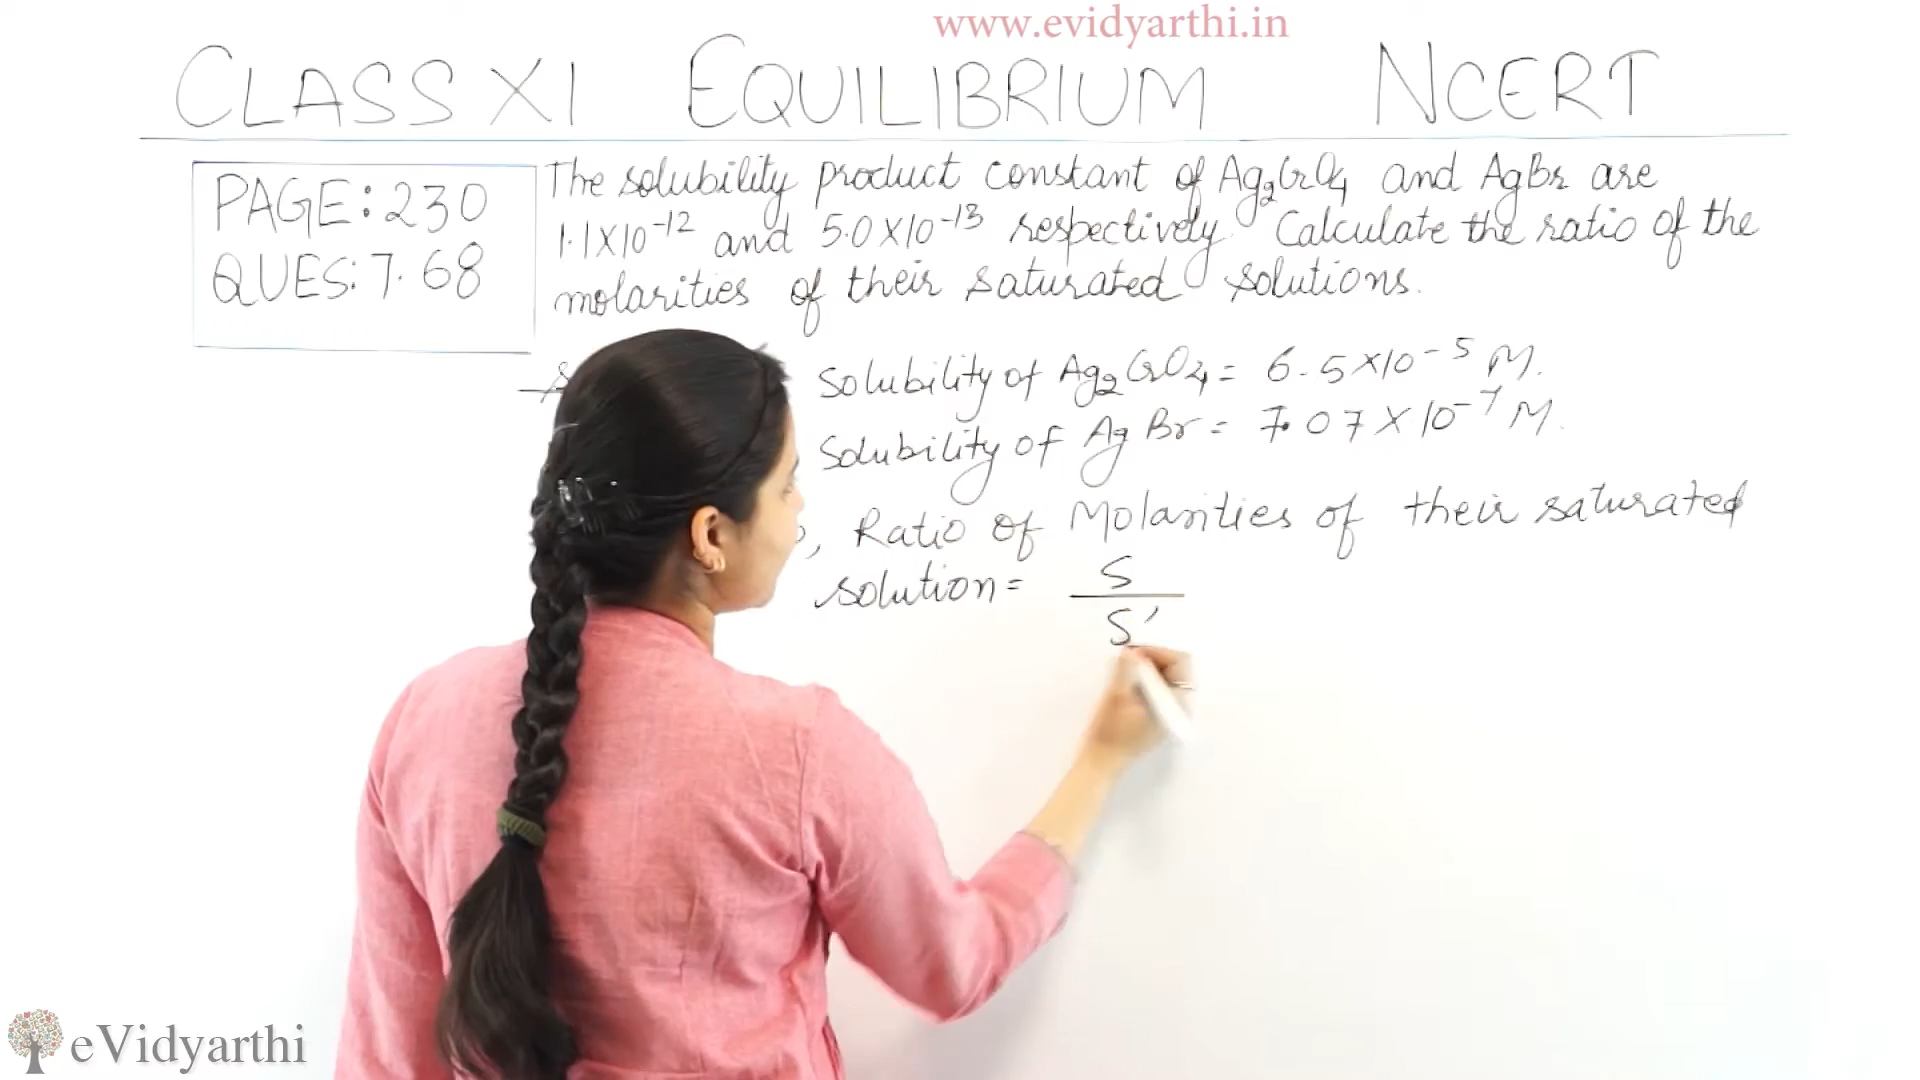 www.evidyarthi.in
CLASS XI EQUILIBRIUM NCERT
PAGE: 230
QUES: 7.68
The solubility product constant of Ag₂CrO₄ and AgBr are
1.1×10⁻¹² and 5.0×10⁻¹³ respectively Calculate the ratio of the
molarities of their saturated solutions.
Solubility of Ag₂CrO₄ = 6.5×10⁻⁵ M.
Solubility of AgBr = 7.07×10⁻⁷ M.
, Ratio of Molarities of their saturated
solution = S
S′
eVidyarthi